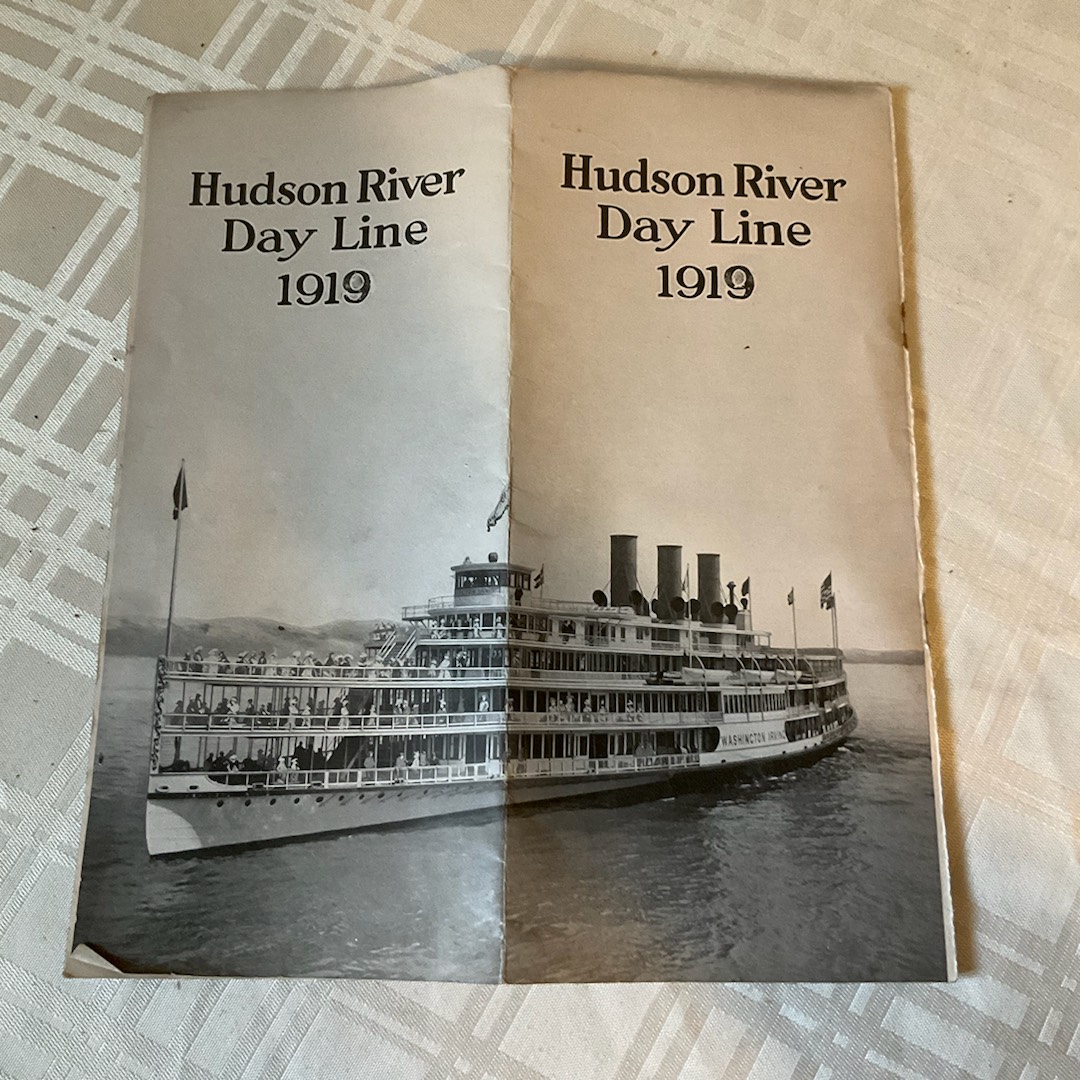 Hudson River
Day Line
1919
Hudson River
Day Line
1919
WASHINGTON IRVING